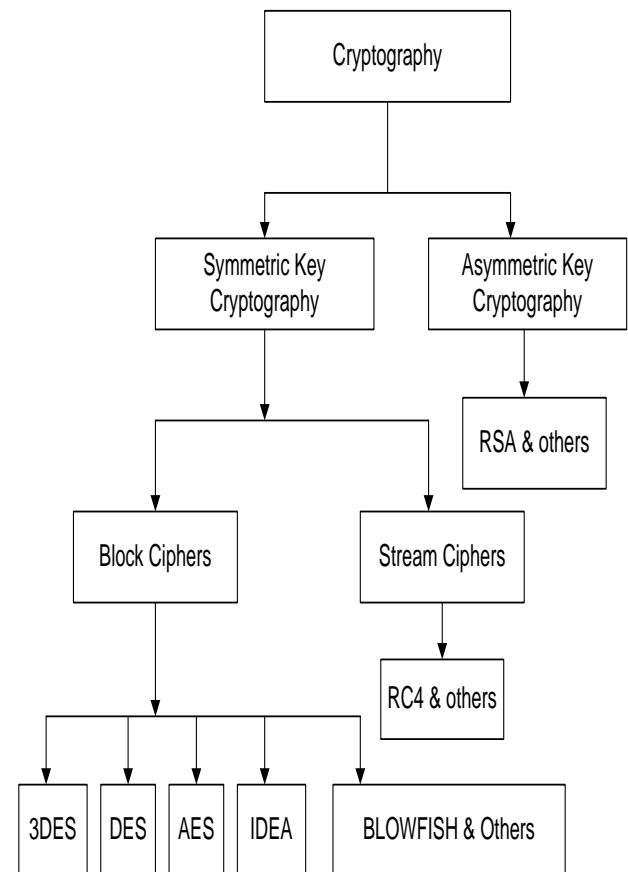 Cryptography
Symmetric Key
Cryptography
Asymmetric Key
Cryptography
RSA & others
Block Ciphers
Stream Ciphers
RC4 & others
3DES
DES
AES
IDEA
BLOWFISH & Others